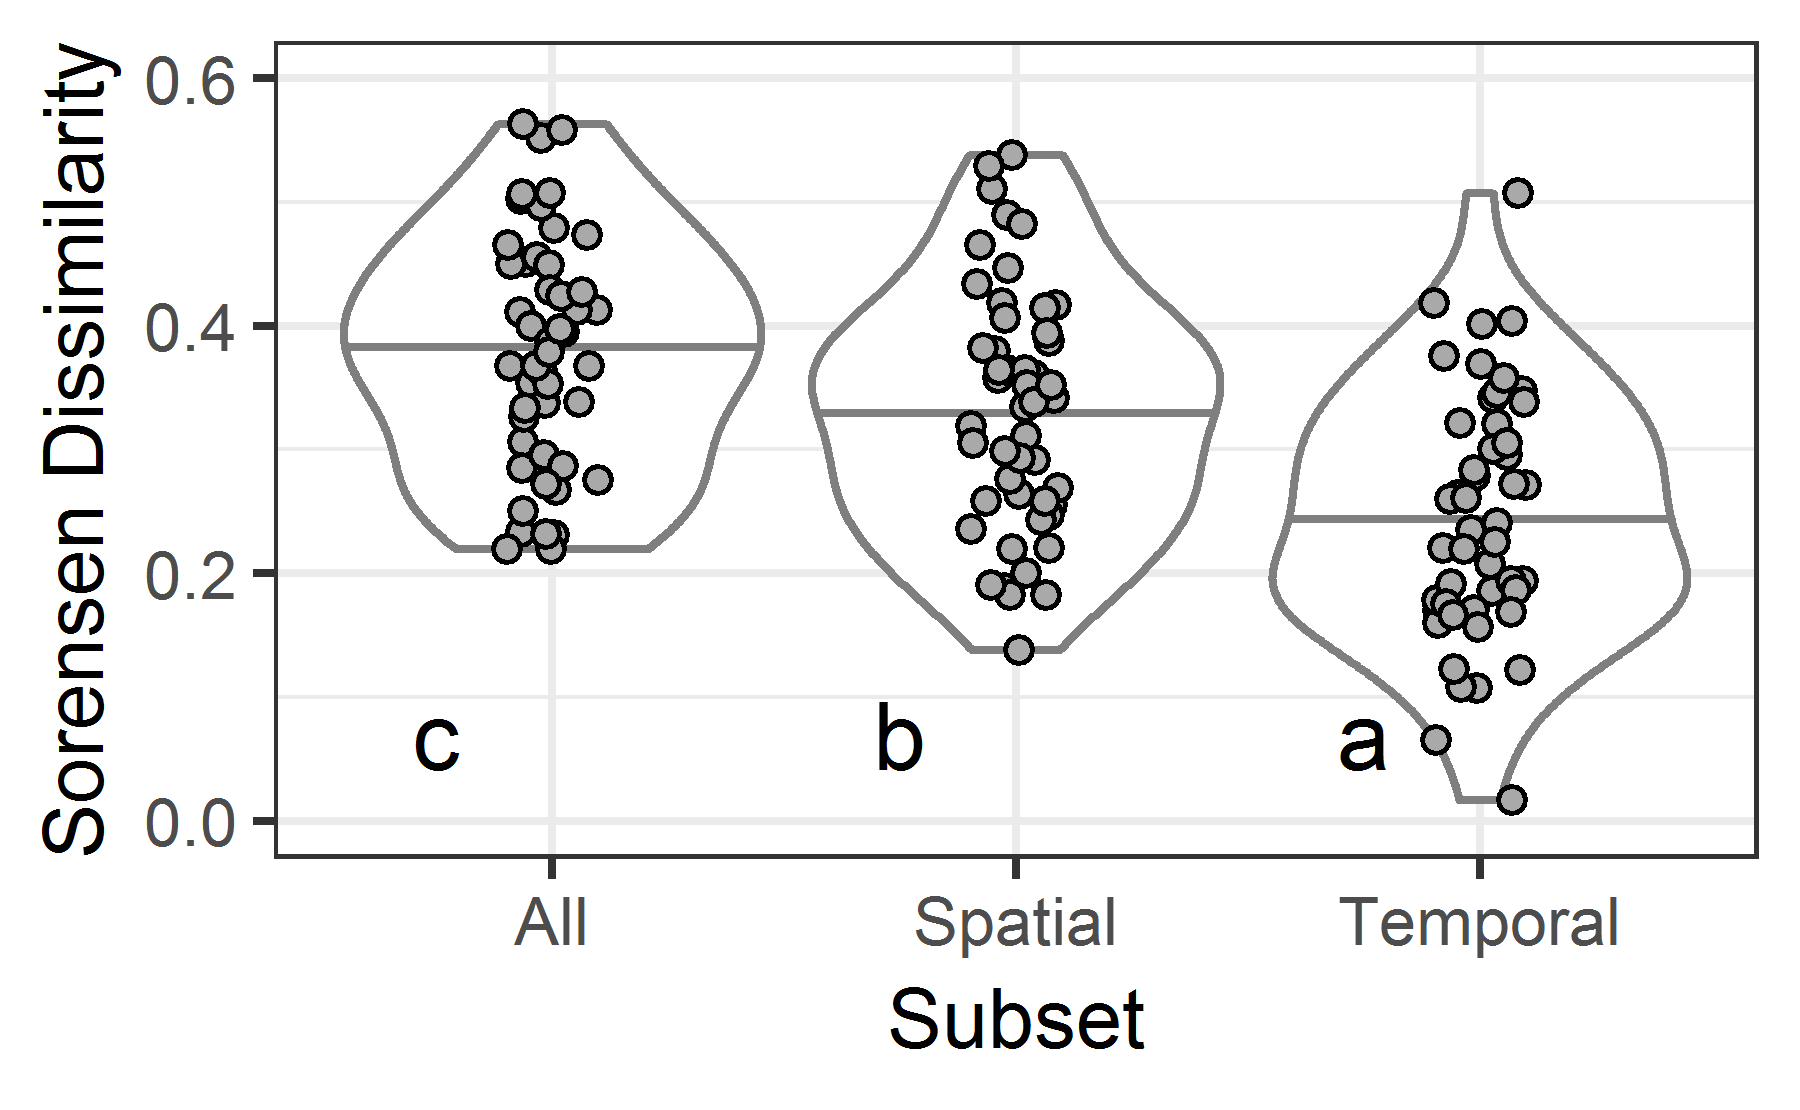 Sorensen Dissimilarity
0.6
0.4
0.2
0.0
c
b
a
All
Spatial
Temporal
Subset